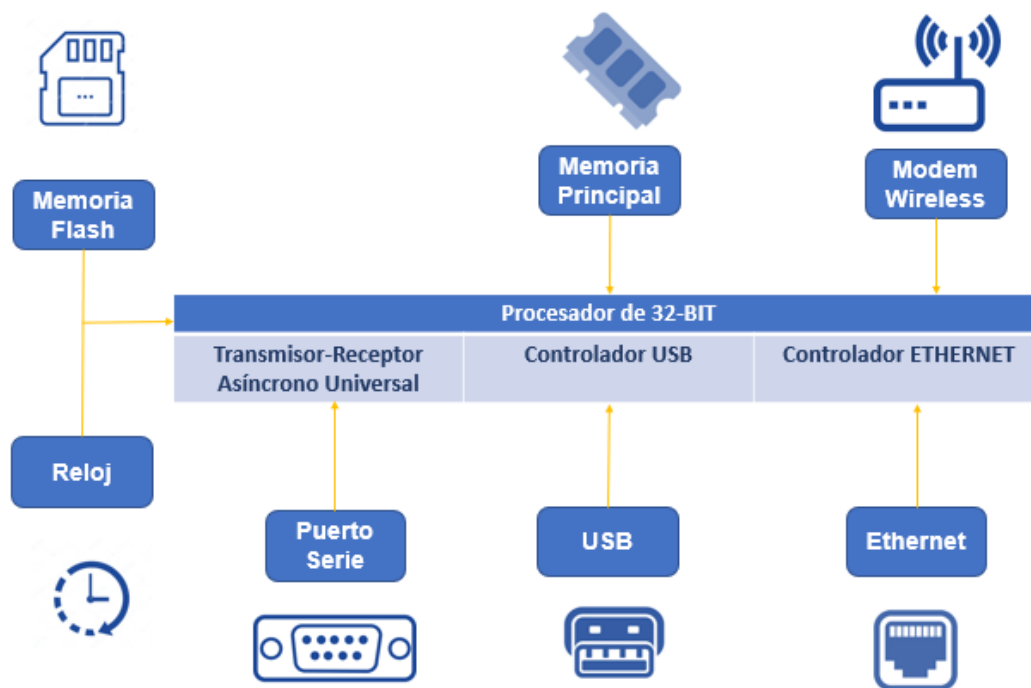 Memoria
Principal
Modem
Wireless
Memoria
Flash
Procesador de 32-BIT
Transmisor-Receptor
Asíncrono Universal
Controlador USB
Controlador ETHERNET
Reloj
Puerto
Serie
USB
Ethernet